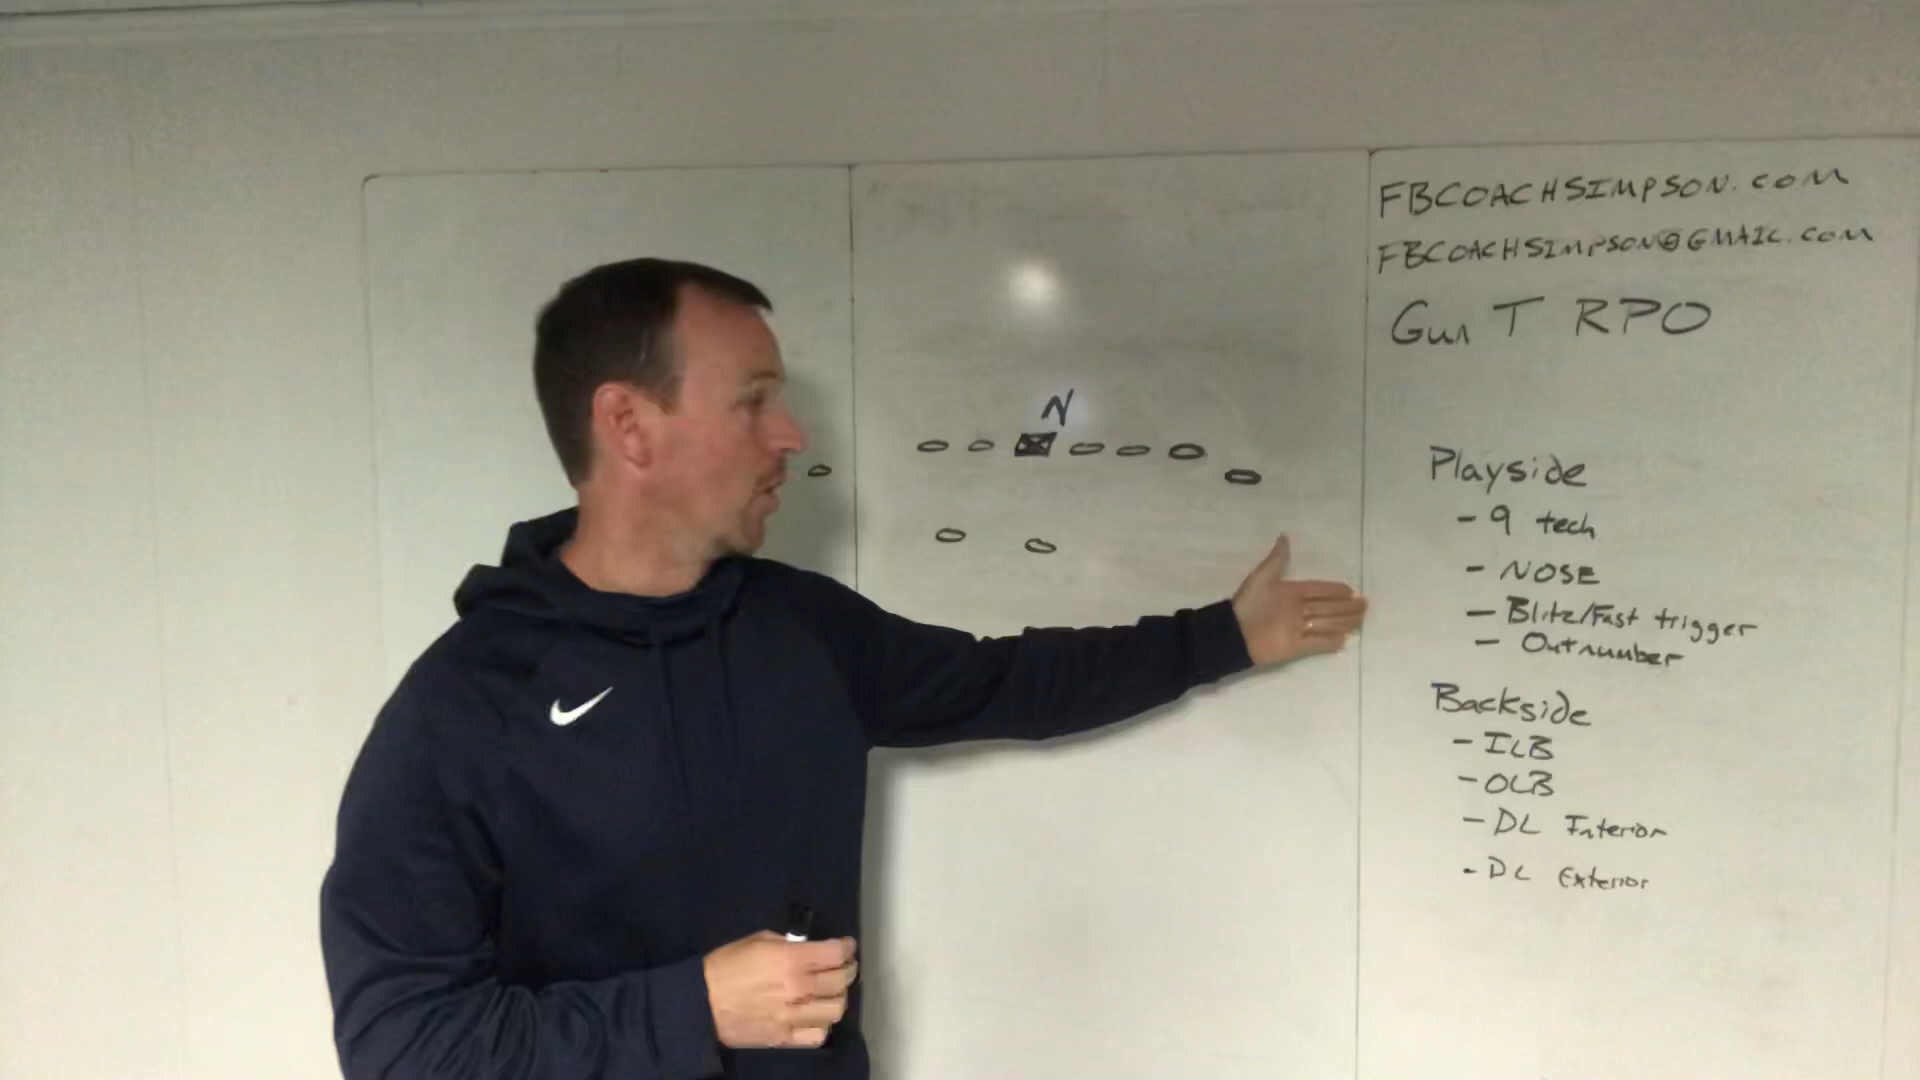 FBCOACHSIMPSON.COM
FBCOACHSIMPSON@GMAIL.COM
Gun T RPO
N
Playside
- 9 tech
- NOSE
- Blitz/Fast trigger
- Outnumber
Backside
- ILB
- OLB
- DL Interior
- DL Exterior